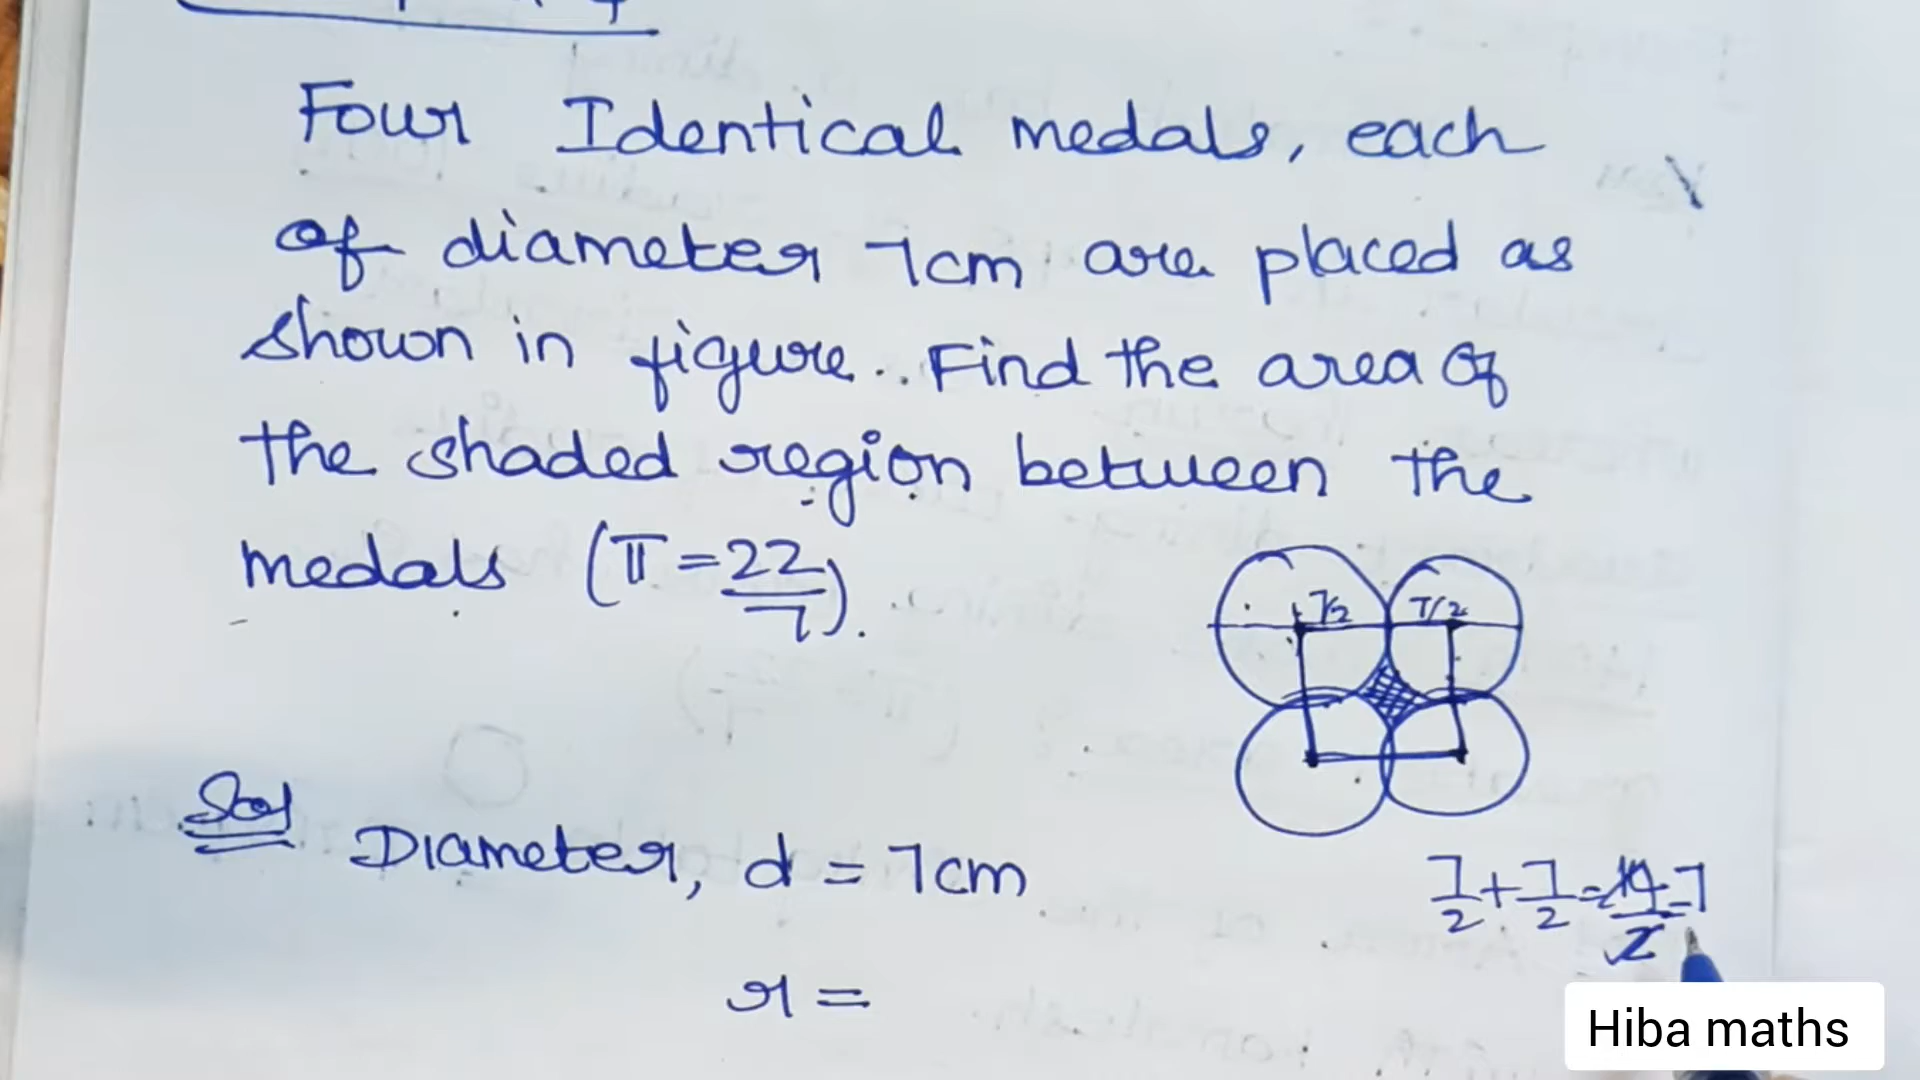 Four Identical medals, each
of diameter 7cm are placed as
shown in figure. Find the area of
the shaded region between the
medals (π = 22/7).
7/2 7/2
Sol
Diameter, d = 7cm
7/2 + 7/2 = 14/2 = 7
r =
Hiba maths